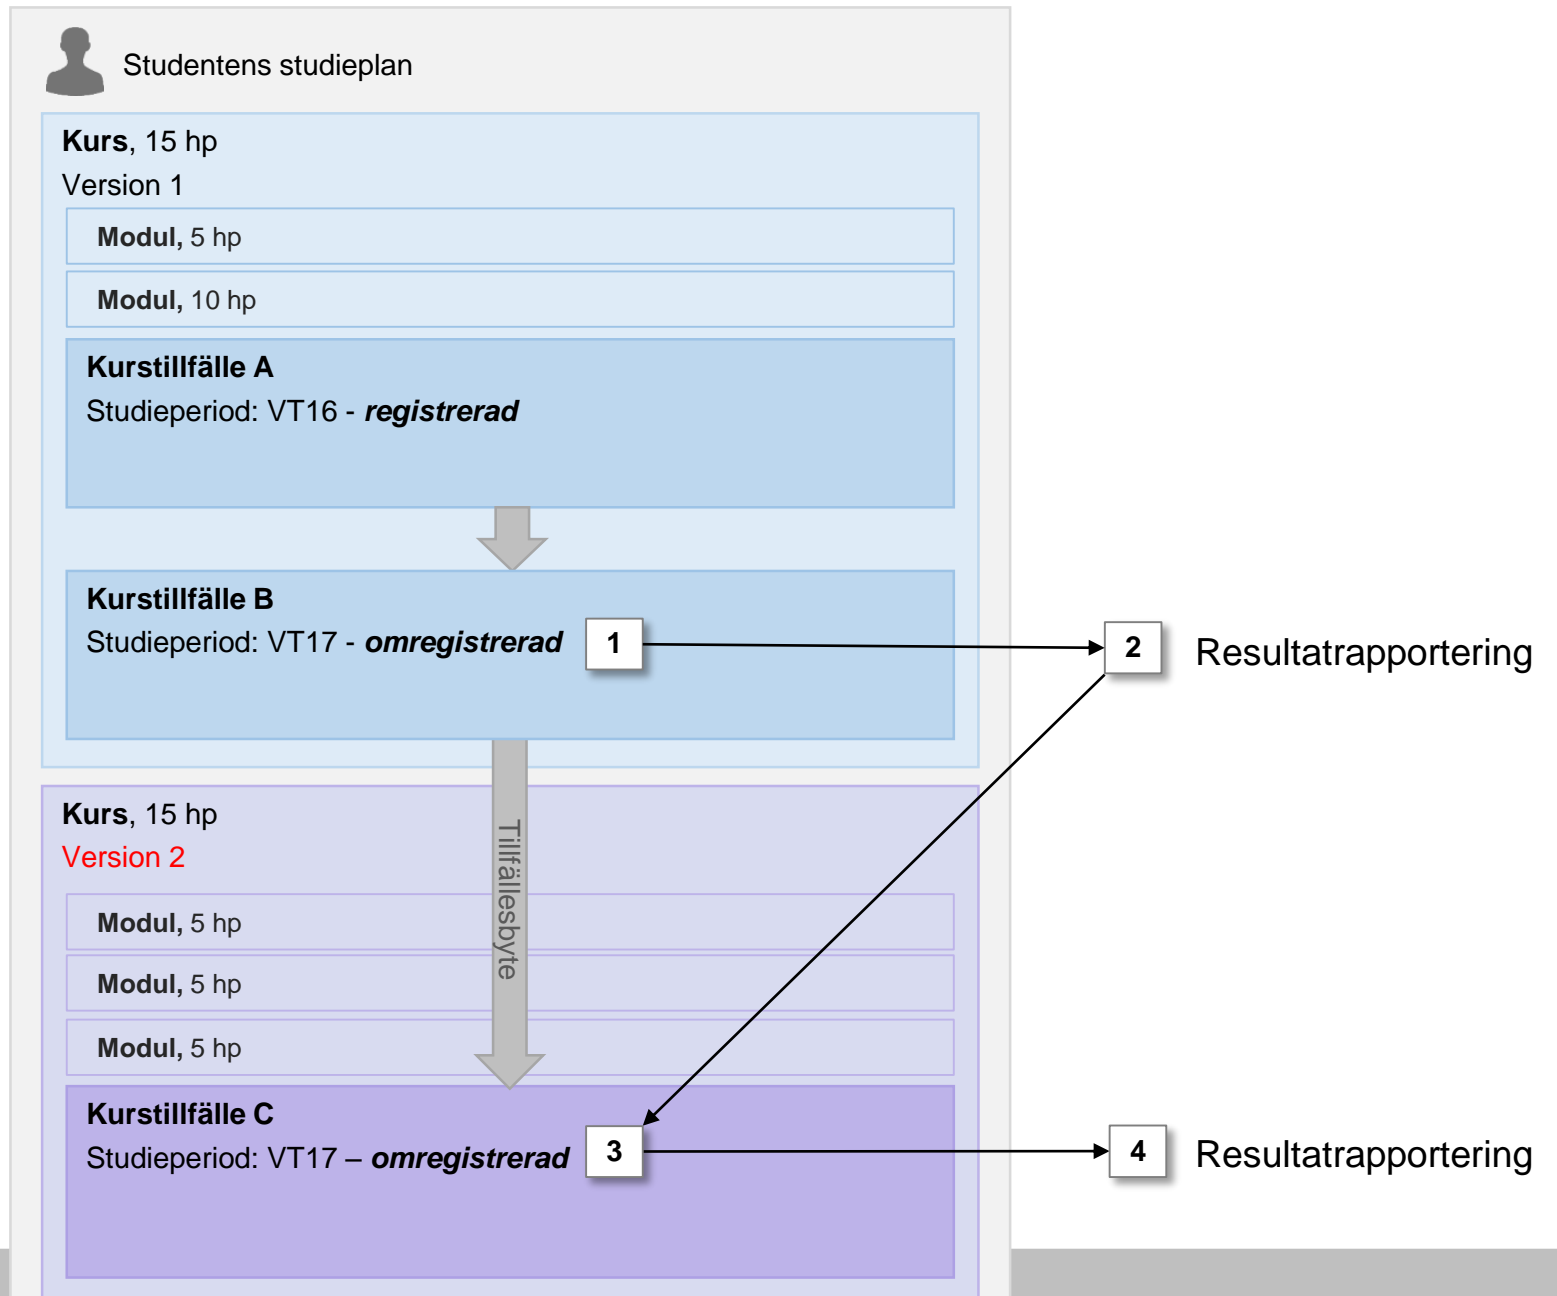 Studentens studieplan
Kurs, 15 hp
Version 1
Modul, 5 hp
Modul, 10 hp
Kurstillfälle A
Studieperiod: VT16 - registrerad
Kurstillfälle B
Studieperiod: VT17 - omregistrerad
1
2
Resultatrapportering
Tillfällesbyte
Kurs, 15 hp
Version 2
Modul, 5 hp
Modul, 5 hp
Modul, 5 hp
Kurstillfälle C
Studieperiod: VT17 – omregistrerad
3
4
Resultatrapportering